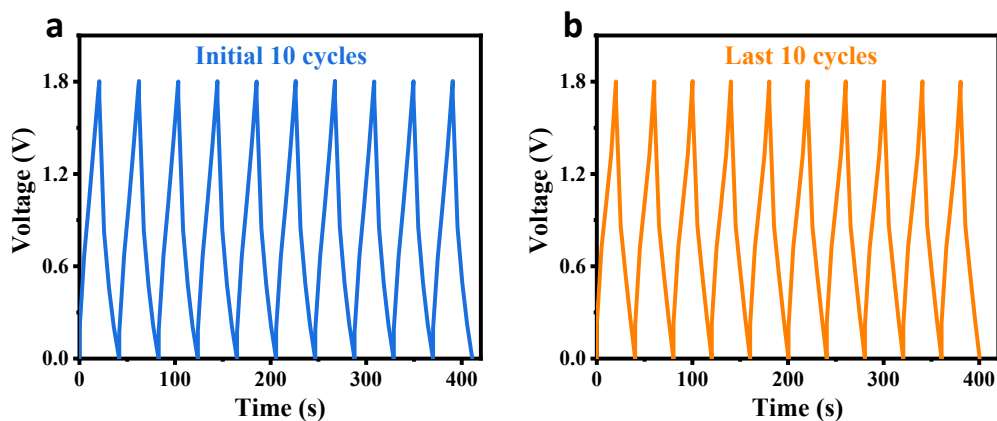 a
Initial 10 cycles
Voltage (V)
1.8
1.2
0.6
0.0
0 100 200 300 400
Time (s)
b
Last 10 cycles
Voltage (V)
1.8
1.2
0.6
0.0
0 100 200 300 400
Time (s)